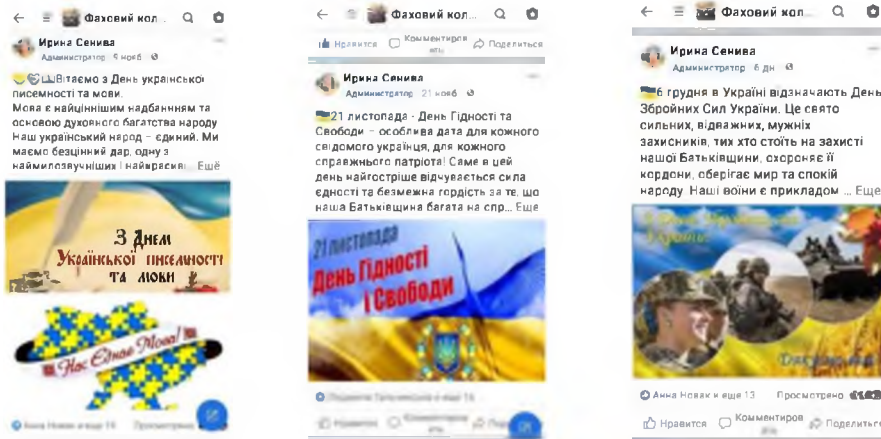 Фаховий кол...
Ирина Сенива
Администратор 9 нояб
Вітаємо з День української
писемності та мови.
Мова є найціннішим надбанням та
основою духовного багатства народу
Наш український народ – єдиний. Ми
маємо безцінний дар, одну з
наймилозвучніших і найкрасив... Ещё
З Днем
Української писемності
та мови
Нас Єднає Мова!
Фаховий кол...
Нравится Комментиров
ать Поделиться
Ирина Сенива
Администратор 21 нояб
21 листопада - День Гідності та
Свободи – особлива дата для кожного
свідомого українця, для кожного
справжнього патріота! Саме в цей
день найгостріше відчувається сила
єдності та безмежна гордість за те, що
наша Батьківщина багата на спр... Еще
21 листопада
День Гідності
і Свободи
Фаховий кол...
Ирина Сенива
Администратор 6 дн
6 грудня в Україні відзначають День
Збройних Сил України. Це свято
сильних, відважних, мужніх
захисників, тих хто стоїть на захисті
нашої Батьківщини, охороняє її
кордони, оберігає мир та спокій
народу. Наші воїни є прикладом ... Еще
Анна Новак и еще 13 Просмотрено
Нравится Комментиров
Поделиться